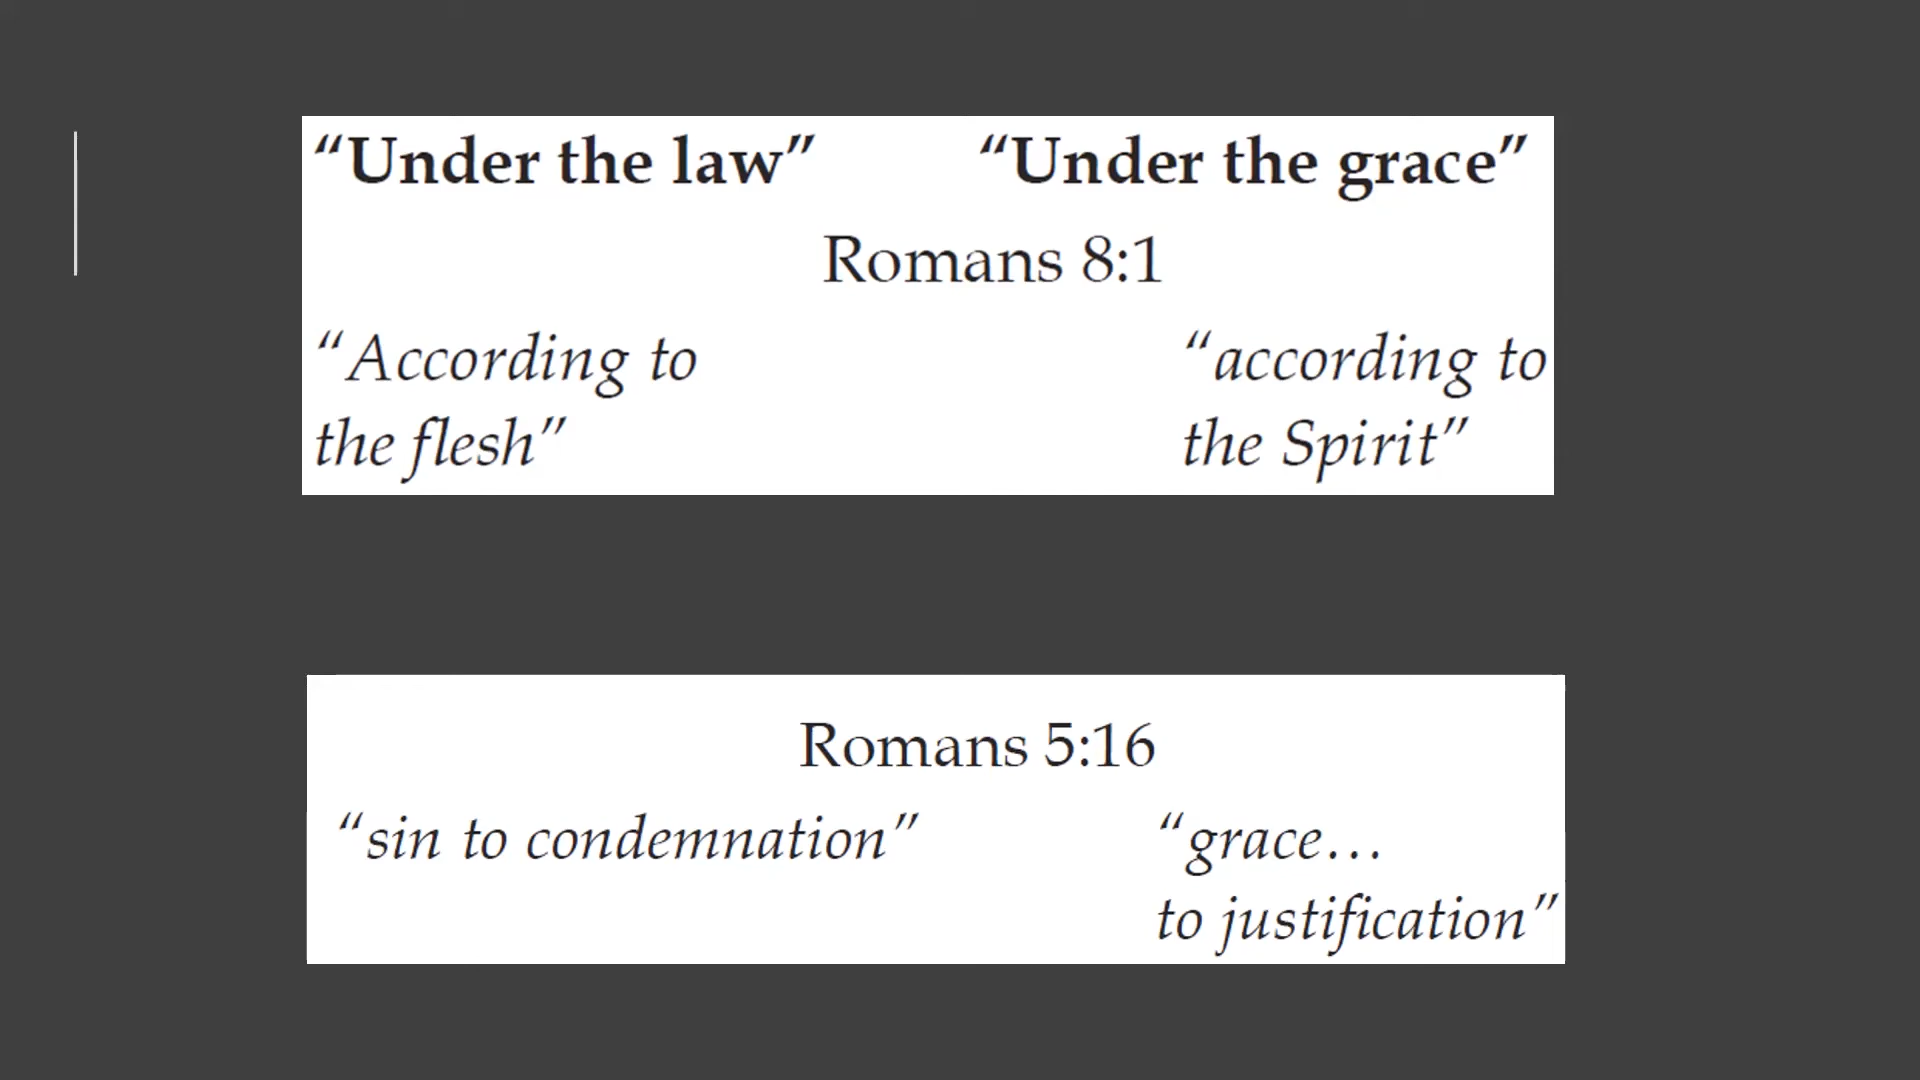 “Under the law” “Under the grace”
Romans 8:1
“According to “according to
the flesh” the Spirit”
Romans 5:16
“sin to condemnation” “grace…
to justification”